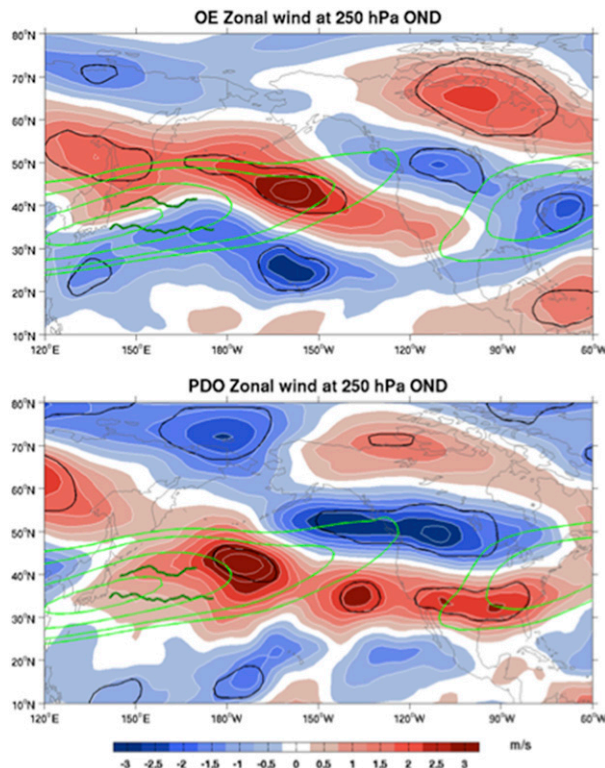 OE Zonal wind at 250 hPa OND
80°N
70°N
60°N
50°N
40°N
30°N
20°N
10°N
120°E 150°E 180°W 150°W 120°W 90°W 60°W
PDO Zonal wind at 250 hPa OND
80°N
70°N
60°N
50°N
40°N
30°N
20°N
10°N
120°E 150°E 180°W 150°W 120°W 90°W 60°W
-3 -2.5 -2 -1.5 -1 -0.5 0 0.5 1 1.5 2 2.5 3 m/s